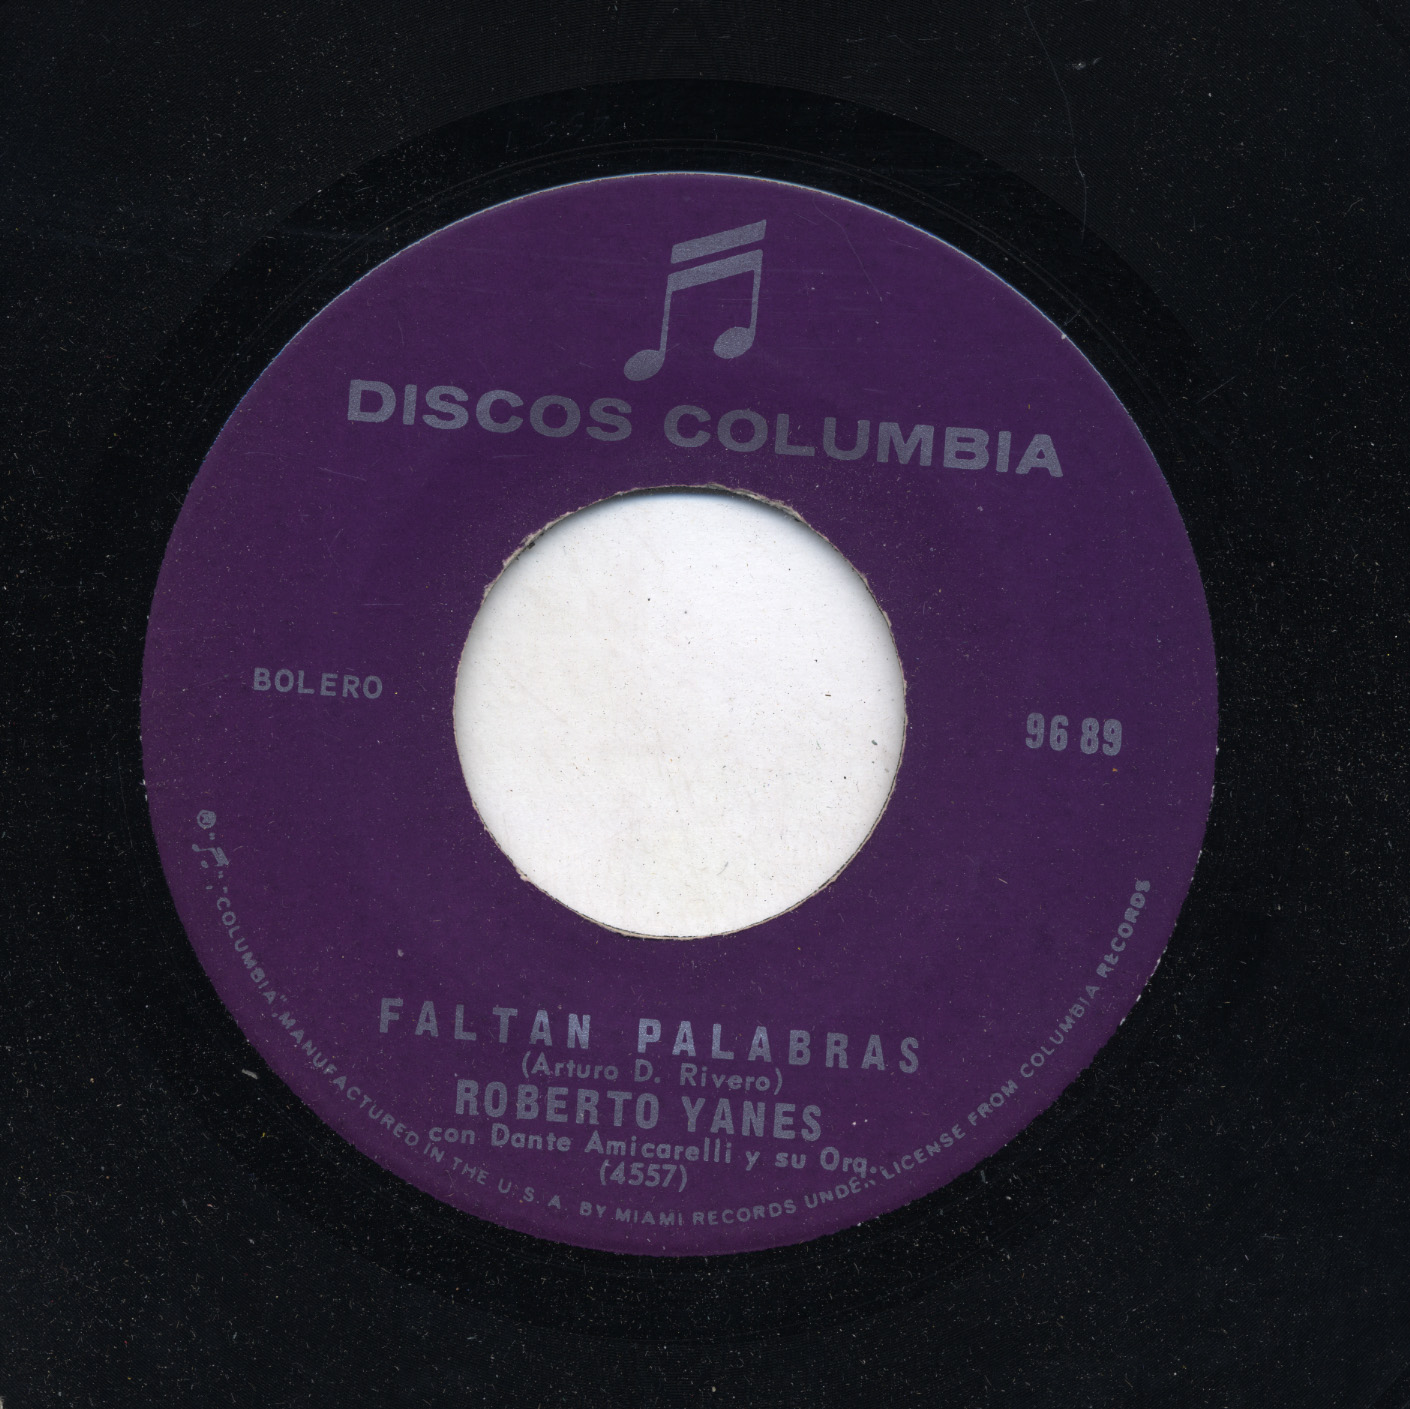 DISCOS COLUMBIA
BOLERO
96 89
FALTAN PALABRAS
(Arturo D. Rivero)
ROBERTO YANES
con Dante Amicarelli y su Orq.
(4557)
® "♫", "COLUMBIA", MANUFACTURED IN THE U. S. A. BY MIAMI RECORDS UNDER LICENSE FROM COLUMBIA RECORDS